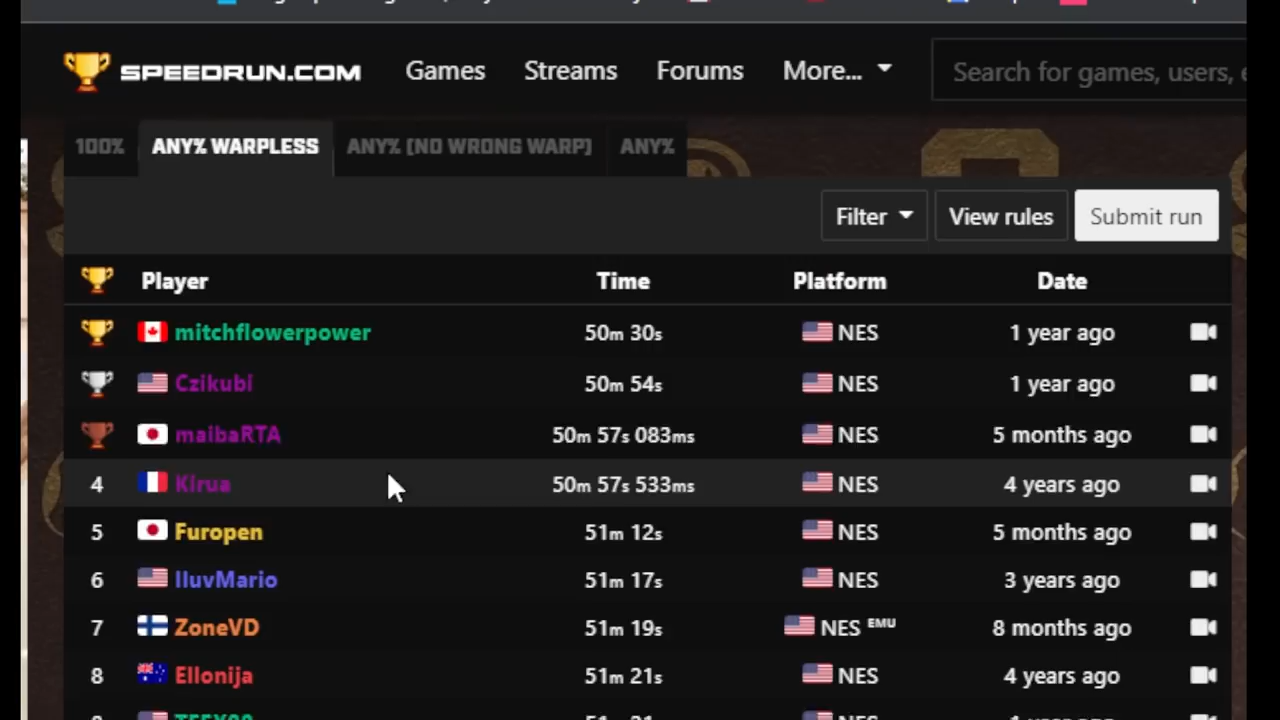 SPEEDRUN.COM Games Streams Forums More... Search for games, users, e
100% ANY% WARPLESS ANY% (NO WRONG WARP) ANY%
Filter View rules Submit run
Player Time Platform Date
mitchflowerpower 50m 30s NES 1 year ago
Czikubi 50m 54s NES 1 year ago
maibaRTA 50m 57s 083ms NES 5 months ago
4 Kirua 50m 57s 533ms NES 4 years ago
5 Furopen 51m 12s NES 5 months ago
6 IluvMario 51m 17s NES 3 years ago
7 ZoneVD 51m 19s NES EMU 8 months ago
8 Ellonija 51m 21s NES 4 years ago